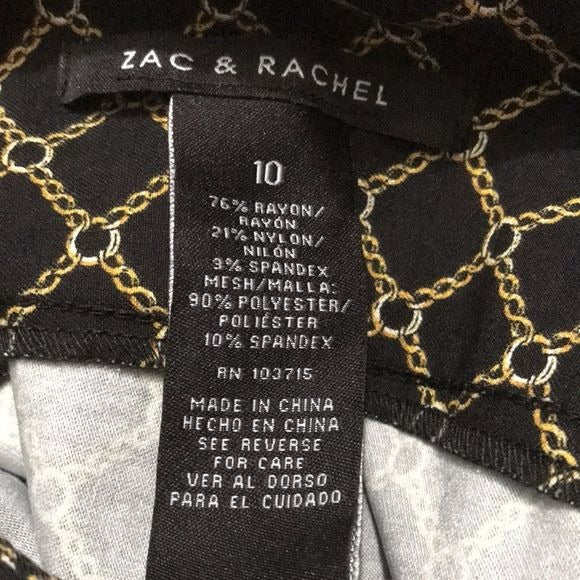 ZAC & RACHEL
10
76% RAYON/
RAYÓN
21% NYLON/
NILÓN
3% SPANDEX
MESH/MALLA:
90% POLYESTER/
POLIÉSTER
10% SPANDEX
RN 103715
MADE IN CHINA
HECHO EN CHINA
SEE REVERSE
FOR CARE
VER AL DORSO
PARA EL CUIDADO